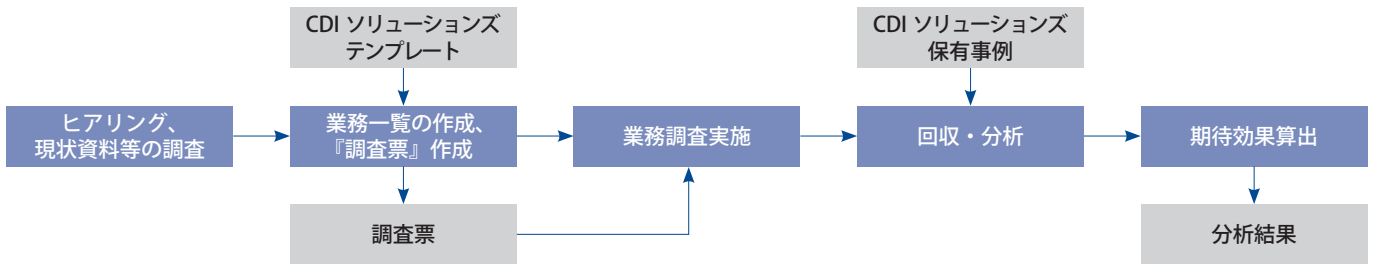 CDI ソリューションズ
テンプレート
CDI ソリューションズ
保有事例
ヒアリング、
現状資料等の調査
業務一覧の作成、
『調査票』作成
業務調査実施
回収・分析
期待効果算出
調査票
分析結果